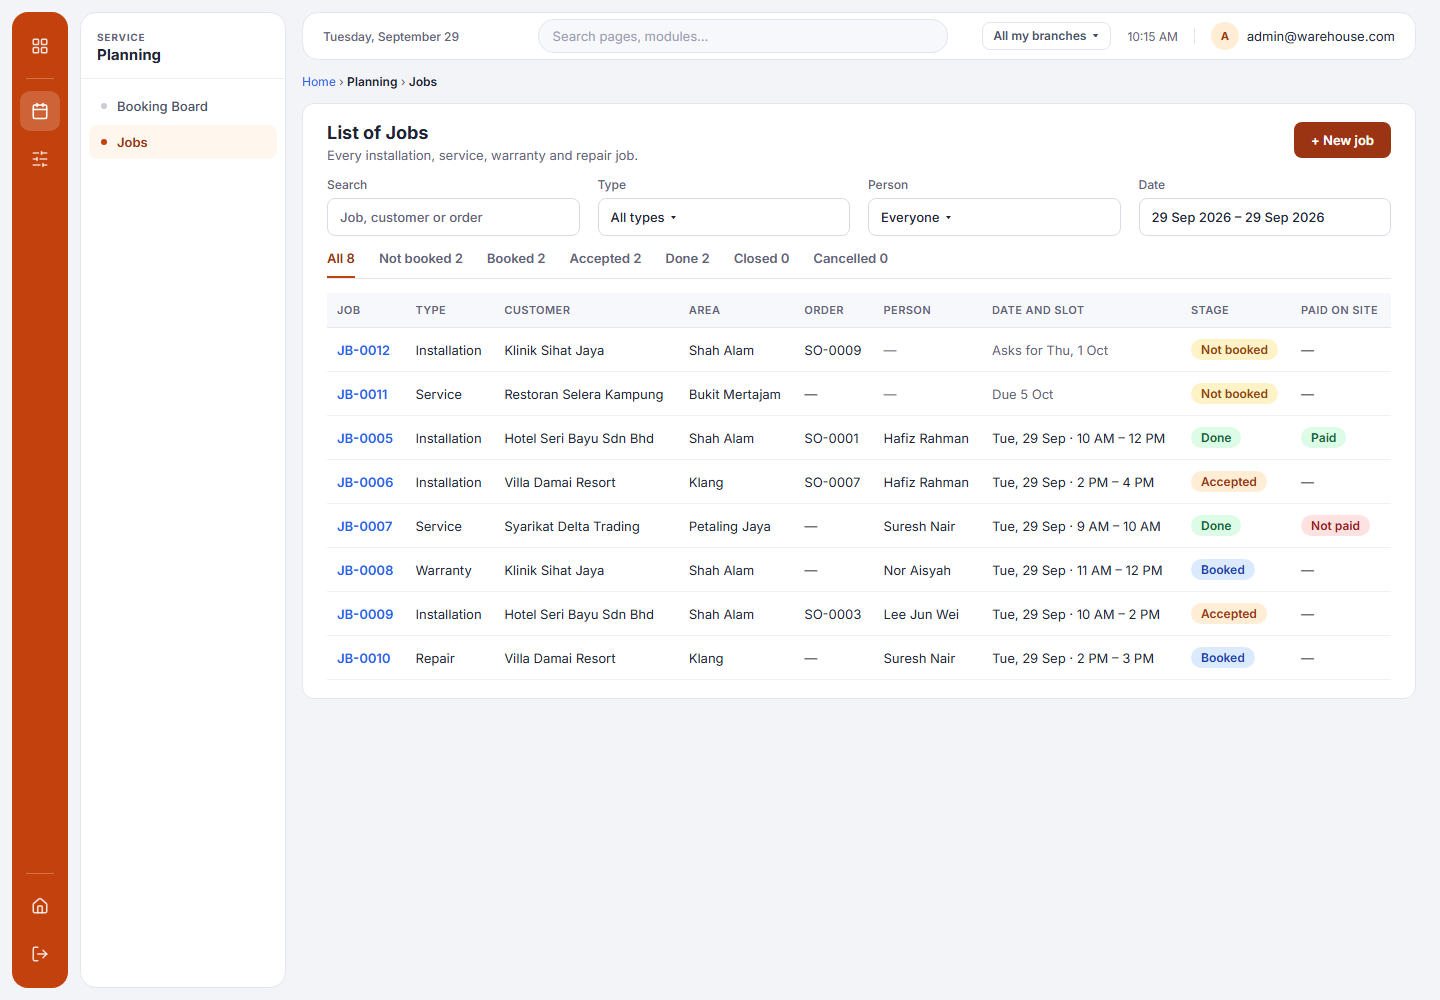 SERVICE
Planning
Booking Board
Jobs
Tuesday, September 29
Search pages, modules...
All my branches
10:15 AM
A
admin@warehouse.com
Home › Planning › Jobs
List of Jobs
Every installation, service, warranty and repair job.
+ New job
Search Type Person Date
Job, customer or order All types Everyone 29 Sep 2026 – 29 Sep 2026
All 8 Not booked 2 Booked 2 Accepted 2 Done 2 Closed 0 Cancelled 0
JOB TYPE CUSTOMER AREA ORDER PERSON DATE AND SLOT STAGE PAID ON SITE
JB-0012 Installation Klinik Sihat Jaya Shah Alam SO-0009 — Asks for Thu, 1 Oct Not booked —
JB-0011 Service Restoran Selera Kampung Bukit Mertajam — — Due 5 Oct Not booked —
JB-0005 Installation Hotel Seri Bayu Sdn Bhd Shah Alam SO-0001 Hafiz Rahman Tue, 29 Sep · 10 AM – 12 PM Done Paid
JB-0006 Installation Villa Damai Resort Klang SO-0007 Hafiz Rahman Tue, 29 Sep · 2 PM – 4 PM Accepted —
JB-0007 Service Syarikat Delta Trading Petaling Jaya — Suresh Nair Tue, 29 Sep · 9 AM – 10 AM Done Not paid
JB-0008 Warranty Klinik Sihat Jaya Shah Alam — Nor Aisyah Tue, 29 Sep · 11 AM – 12 PM Booked —
JB-0009 Installation Hotel Seri Bayu Sdn Bhd Shah Alam SO-0003 Lee Jun Wei Tue, 29 Sep · 10 AM – 2 PM Accepted —
JB-0010 Repair Villa Damai Resort Klang — Suresh Nair Tue, 29 Sep · 2 PM – 3 PM Booked —